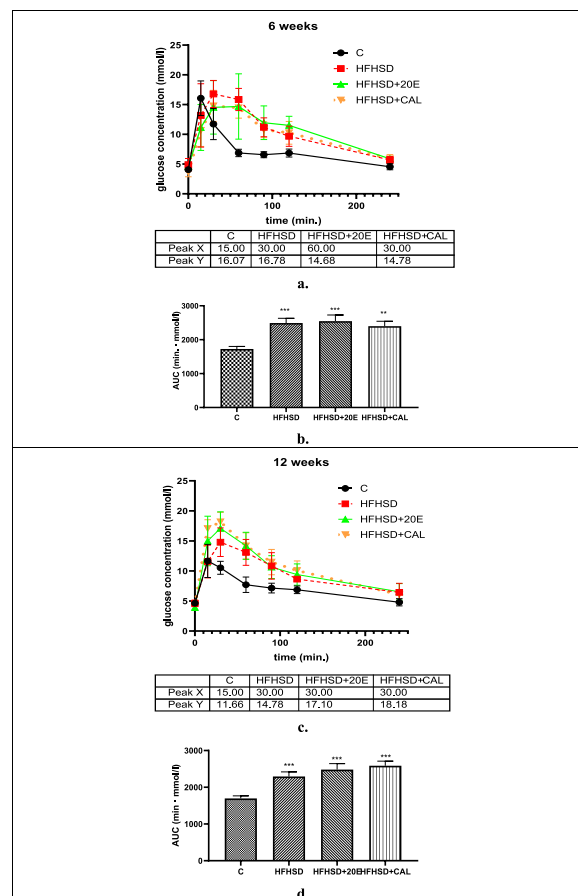 6 weeks
C
HFHSD
HFHSD+20E
HFHSD+CAL
glucose concentration (mmol/l)
25
20
15
10
5
0
0 100 200
time (min.)
C HFHSD HFHSD+20E HFHSD+CAL
Peak X 15.00 30.00 60.00 30.00
Peak Y 16.07 16.78 14.68 14.78
a.
AUC (min. • mmol/l)
3000
2000
1000
0
*** *** **
C HFHSD HFHSD+20E HFHSD+CAL
b.
12 weeks
C
HFHSD
HFHSD+20E
HFHSD+CAL
glucose concentration (mmol/l)
25
20
15
10
5
0
0 100 200
time (min.)
C HFHSD HFHSD+20E HFHSD+CAL
Peak X 15.00 30.00 30.00 30.00
Peak Y 11.66 14.78 17.10 18.18
c.
AUC (min • mmol/l)
3000
2000
1000
0
*** *** ***
C HFHSD HFHSD+20E HFHSD+CAL
d.